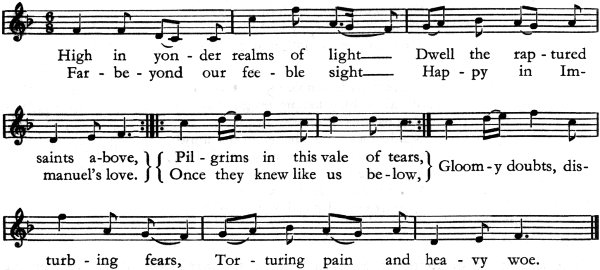 6
8
High in yon - der realms of light— Dwell the rap - tured
Far - be - yond our fee - ble sight— Hap - py in Im-
saints a-bove, } { Pil - grims in this vale of tears, } Gloom - y doubts, dis-
manuel's love. } { Once they knew like us be - low, }
turb - ing fears, Tor - turing pain and hea - vy woe.